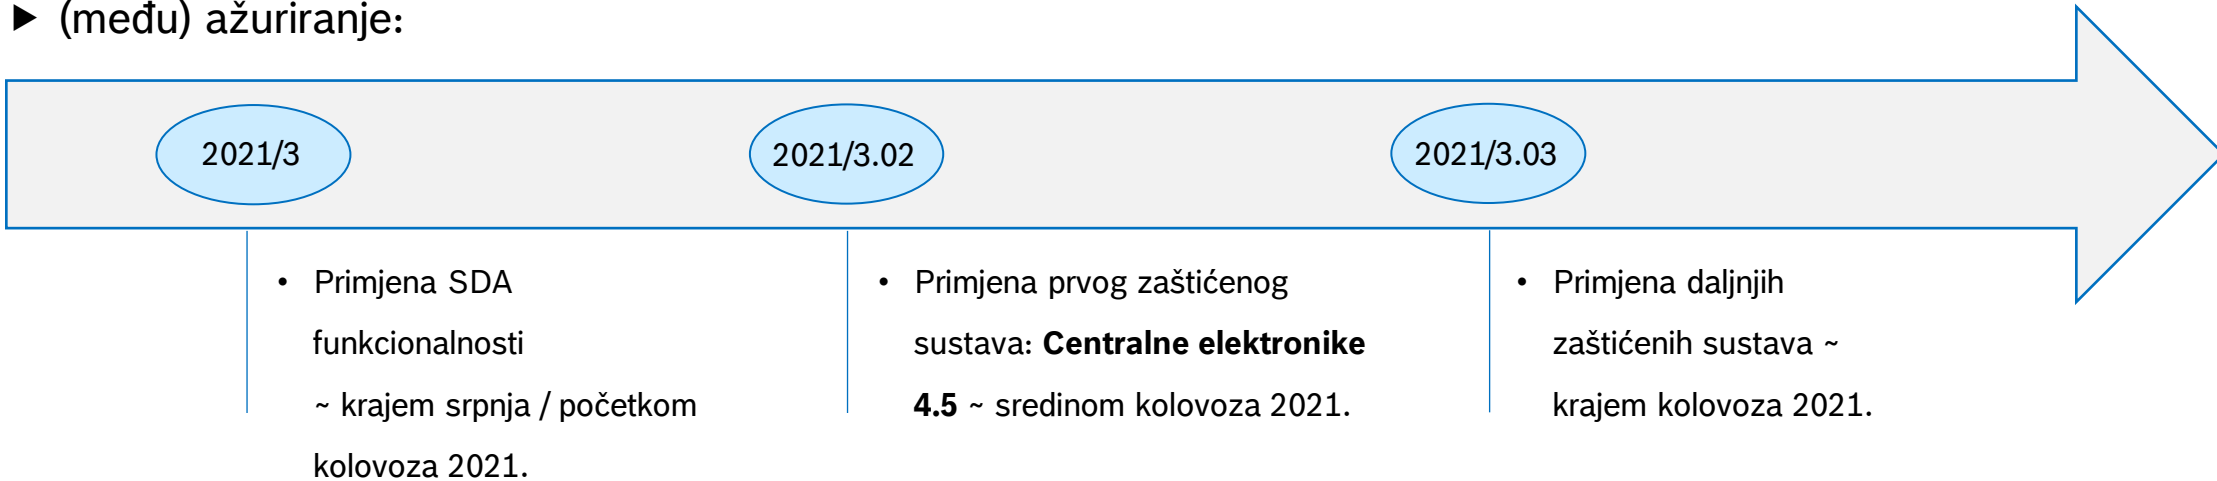 ▶ (među) ažuriranje:
2021/3
2021/3.02
2021/3.03
• Primjena SDA
funkcionalnosti
~ krajem srpnja / početkom
kolovoza 2021.
• Primjena prvog zaštićenog
sustava: Centralne elektronike
4.5 ~ sredinom kolovoza 2021.
• Primjena daljnjih
zaštićenih sustava ~
krajem kolovoza 2021.